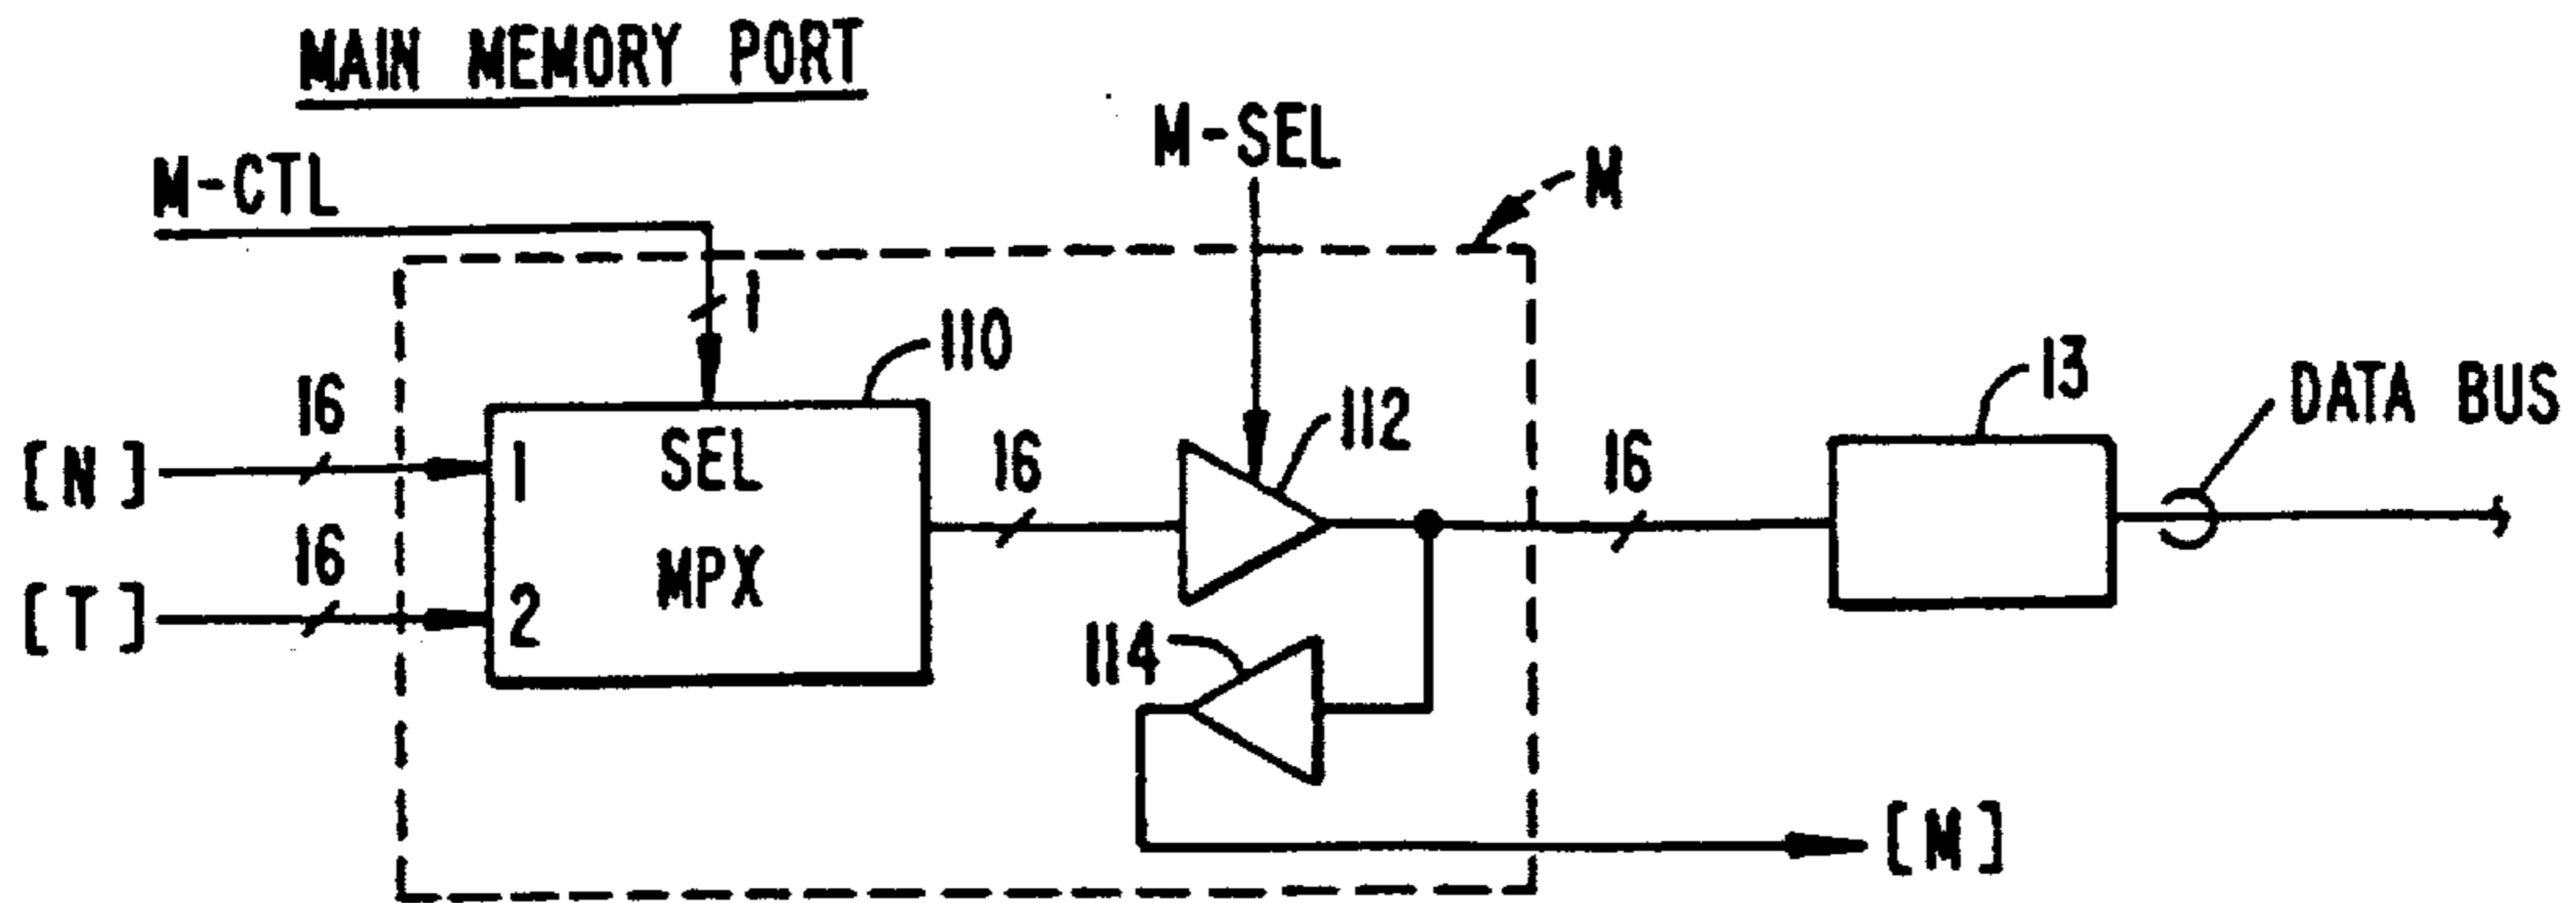 MAIN MEMORY PORT
M-CTL
M-SEL
M
1
110
16
[N]
1
SEL
16
112
16
13
DATA BUS
16
[T]
2
MPX
114
[M]